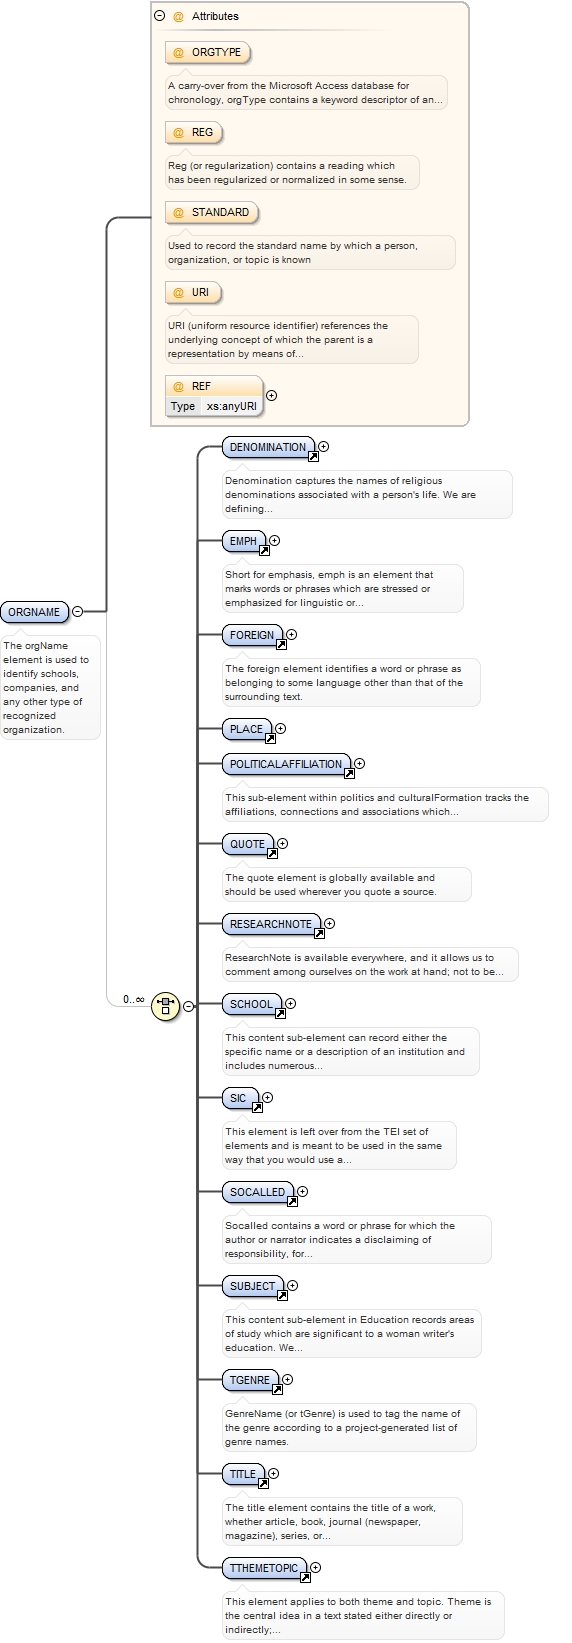 Attributes
@ ORGTYPE
A carry-over from the Microsoft Access database for
chronology, orgType contains a keyword descriptor of an...
@ REG
Reg (or regularization) contains a reading which
has been regularized or normalized in some sense.
@ STANDARD
Used to record the standard name by which a person,
organization, or topic is known
@ URI
URI (uniform resource identifier) references the
underlying concept of which the parent is a
representation by means of...
@ REF
Type xs:anyURI
ORGNAME
The orgName
element is used to
identify schools,
companies, and
any other type of
recognized
organization.
0..∞
DENOMINATION
Denomination captures the names of religious
denominations associated with a person's life. We are
defining...
EMPH
Short for emphasis, emph is an element that
marks words or phrases which are stressed or
emphasized for linguistic or...
FOREIGN
The foreign element identifies a word or phrase as
belonging to some language other than that of the
surrounding text.
PLACE
POLITICALAFFILIATION
This sub-element within politics and culturalFormation tracks the
affiliations, connections and associations which...
QUOTE
The quote element is globally available and
should be used wherever you quote a source.
RESEARCHNOTE
ResearchNote is available everywhere, and it allows us to
comment among ourselves on the work at hand; not to be...
SCHOOL
This content sub-element can record either the
specific name or a description of an institution and
includes numerous...
SIC
This element is left over from the TEI set of
elements and is meant to be used in the same
way that you would use a...
SOCALLED
Socalled contains a word or phrase for which the
author or narrator indicates a disclaiming of
responsibility, for...
SUBJECT
This content sub-element in Education records areas
of study which are significant to a woman writer's
education. We...
TGENRE
GenreName (or tGenre) is used to tag the name of
the genre according to a project-generated list of
genre names.
TITLE
The title element contains the title of a work,
whether article, book, journal (newspaper,
magazine), series, or...
TTHEMETOPIC
This element applies to both theme and topic. Theme is
the central idea in a text stated either directly or
indirectly;...